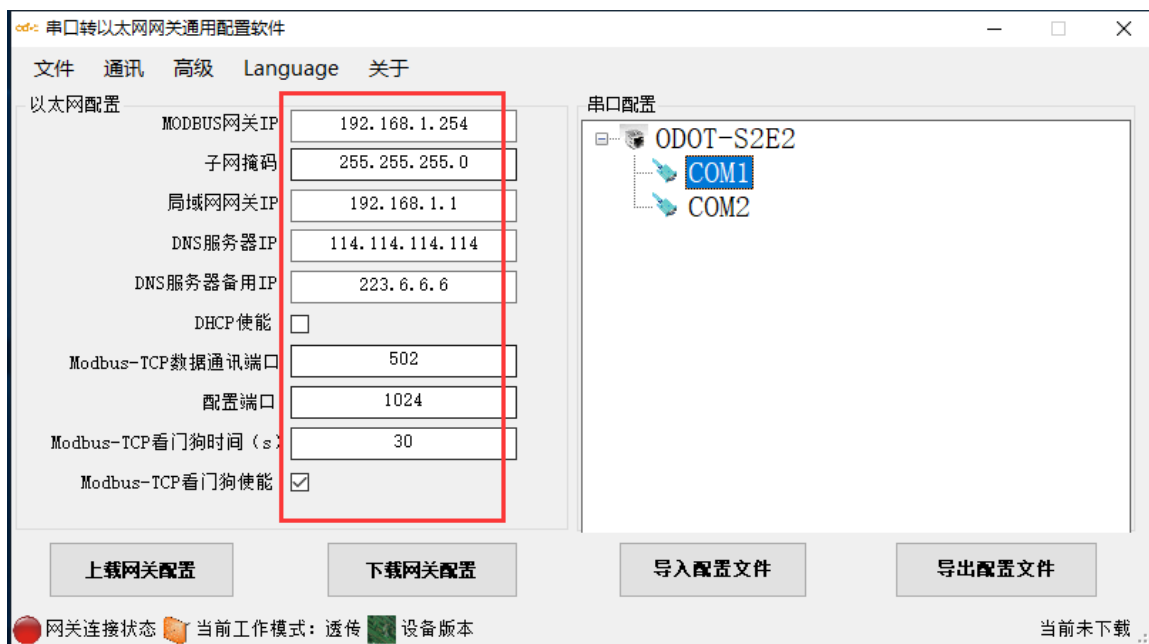 串口转以太网网关通用配置软件
文件 通讯 高级 Language 关于
以太网配置
MODBUS网关IP 192.168.1.254
子网掩码 255.255.255.0
局域网网关IP 192.168.1.1
DNS服务器IP 114.114.114.114
DNS服务器备用IP 223.6.6.6
DHCP使能
Modbus-TCP数据通讯端口 502
配置端口 1024
Modbus-TCP看门狗时间（s） 30
Modbus-TCP看门狗使能
串口配置
ODOT-S2E2
COM1
COM2
上载网关配置 下载网关配置 导入配置文件 导出配置文件
网关连接状态 当前工作模式：透传 设备版本 当前未下载